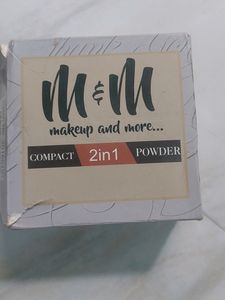 M & M
makeup and more...
COMPACT 2in1 POWDER